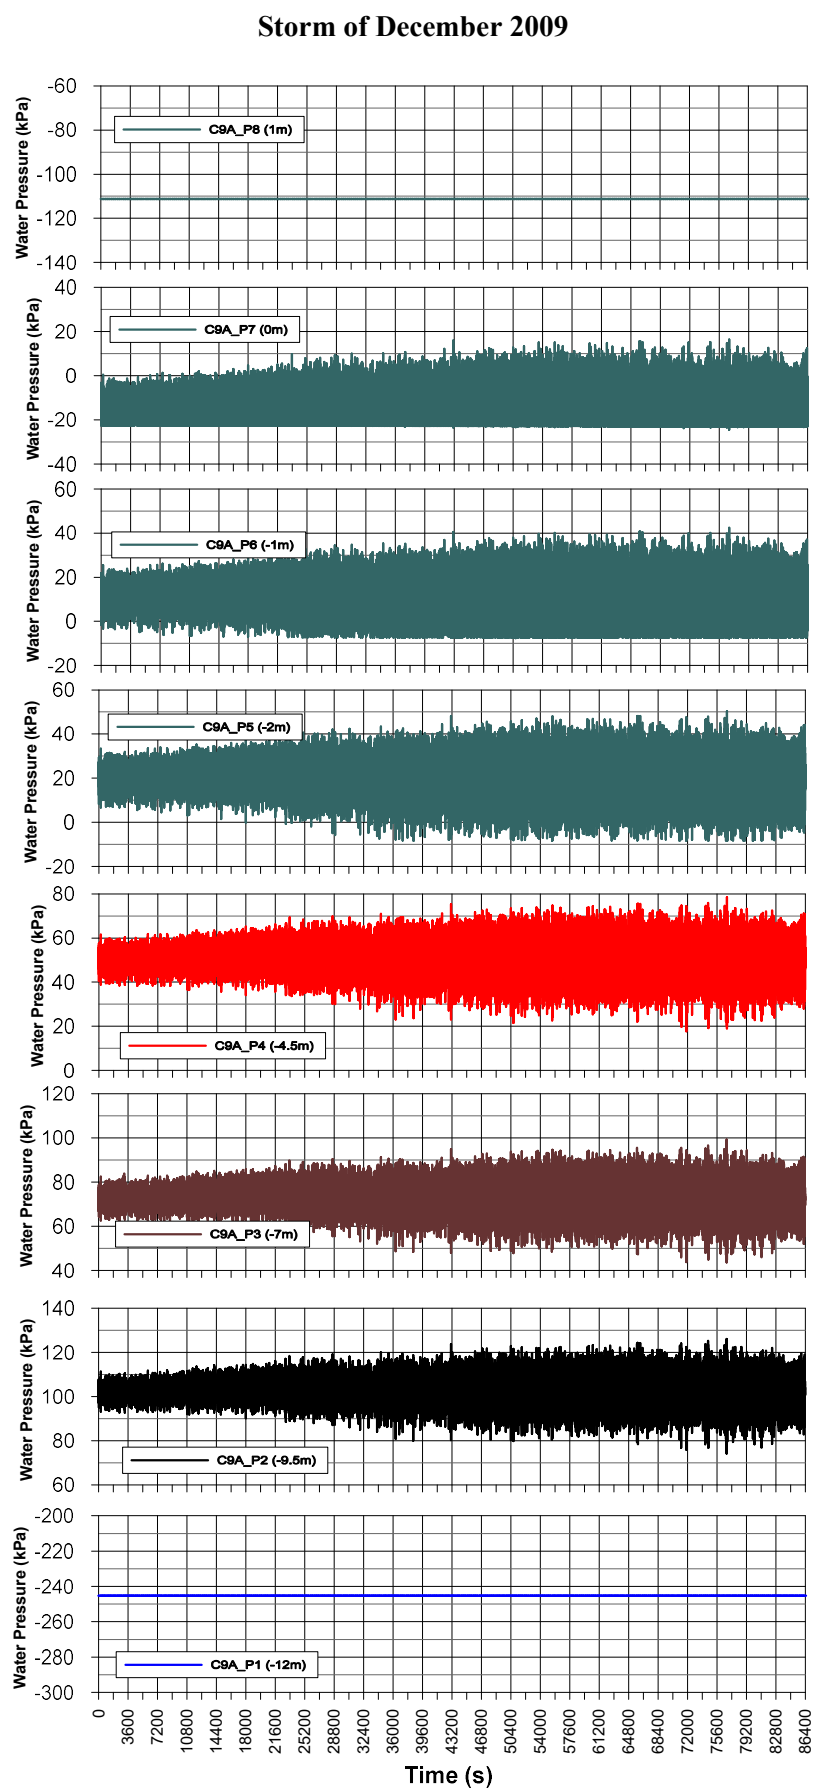 Storm of December 2009
Water Pressure (kPa)
-60
-80
-100
-120
-140
C9A_P8 (1m)
Water Pressure (kPa)
40
20
0
-20
-40
C9A_P7 (0m)
Water Pressure (kPa)
60
40
20
0
-20
C9A_P6 (-1m)
Water Pressure (kPa)
60
40
20
0
-20
C9A_P5 (-2m)
Water Pressure (kPa)
80
60
40
20
0
C9A_P4 (-4.5m)
Water Pressure (kPa)
120
100
80
60
40
C9A_P3 (-7m)
Water Pressure (kPa)
140
120
100
80
60
C9A_P2 (-9.5m)
Water Pressure (kPa)
-200
-220
-240
-260
-280
-300
C9A_P1 (-12m)
0 3600 7200 10800 14400 18000 21600 25200 28800 32400 36000 39600 43200 46800 50400 54000 57600 61200 64800 68400 72000 75600 79200 82800 86400
Time (s)